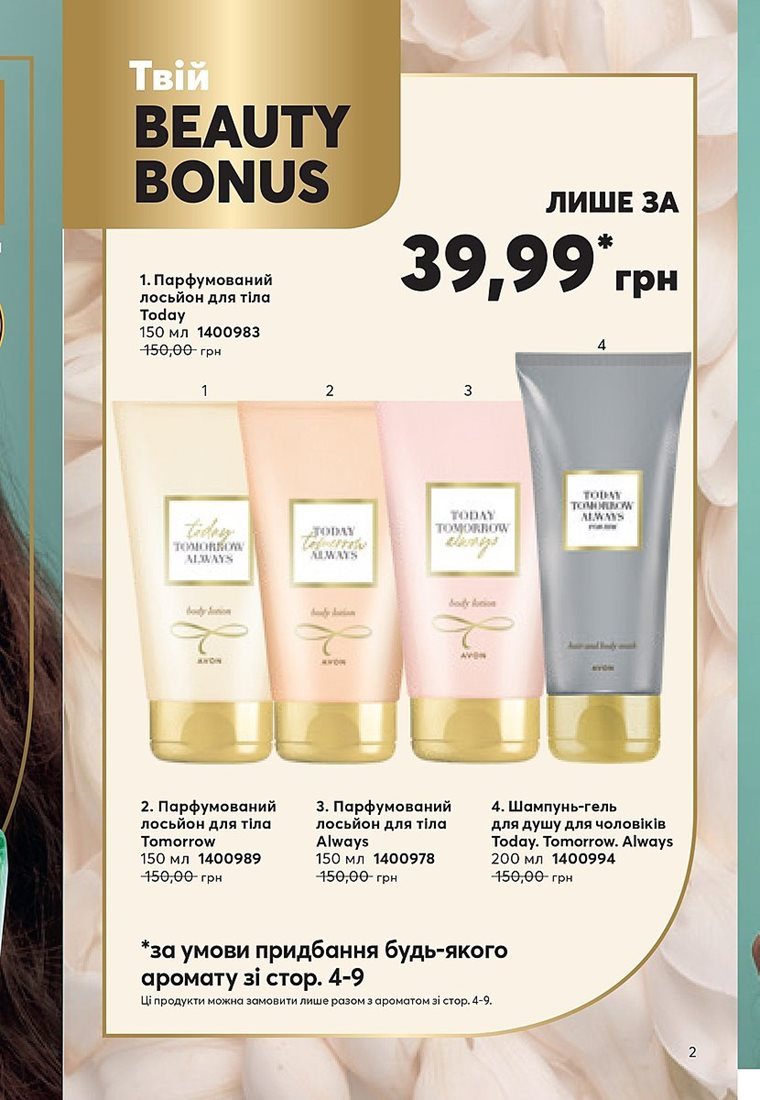 Твій
BEAUTY
BONUS
ЛИШЕ ЗА
39,99*
грн
1. Парфумований
лосьйон для тіла
Today
150 мл 1400983
150,00 грн
1
2
3
4
today
TOMORROW
ALWAYS
body lotion
AVON
TODAY
tomorrow
ALWAYS
body lotion
AVON
TODAY
TOMORROW
always
body lotion
AVON
TODAY
TOMORROW
ALWAYS
FOR HIM
hair and body wash
AVON
2. Парфумований
лосьйон для тіла
Tomorrow
150 мл 1400989
150,00 грн
3. Парфумований
лосьйон для тіла
Always
150 мл 1400978
150,00 грн
4. Шампунь-гель
для душу для чоловіків
Today. Tomorrow. Always
200 мл 1400994
150,00 грн
*за умови придбання будь-якого
аромату зі стор. 4-9
Ці продукти можна замовити лише разом з ароматом зі стор. 4-9.
2